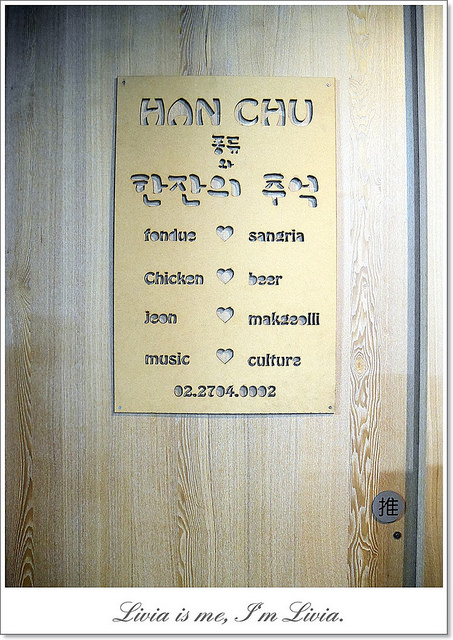 HAN CHU
풍류
와
한잔의 추억
fondue ♥ sangria
Chicken ♥ beer
jeon ♥ makgeolli
music ♥ culture
02.2704.0002
推
Livia is me, I'm Livia.